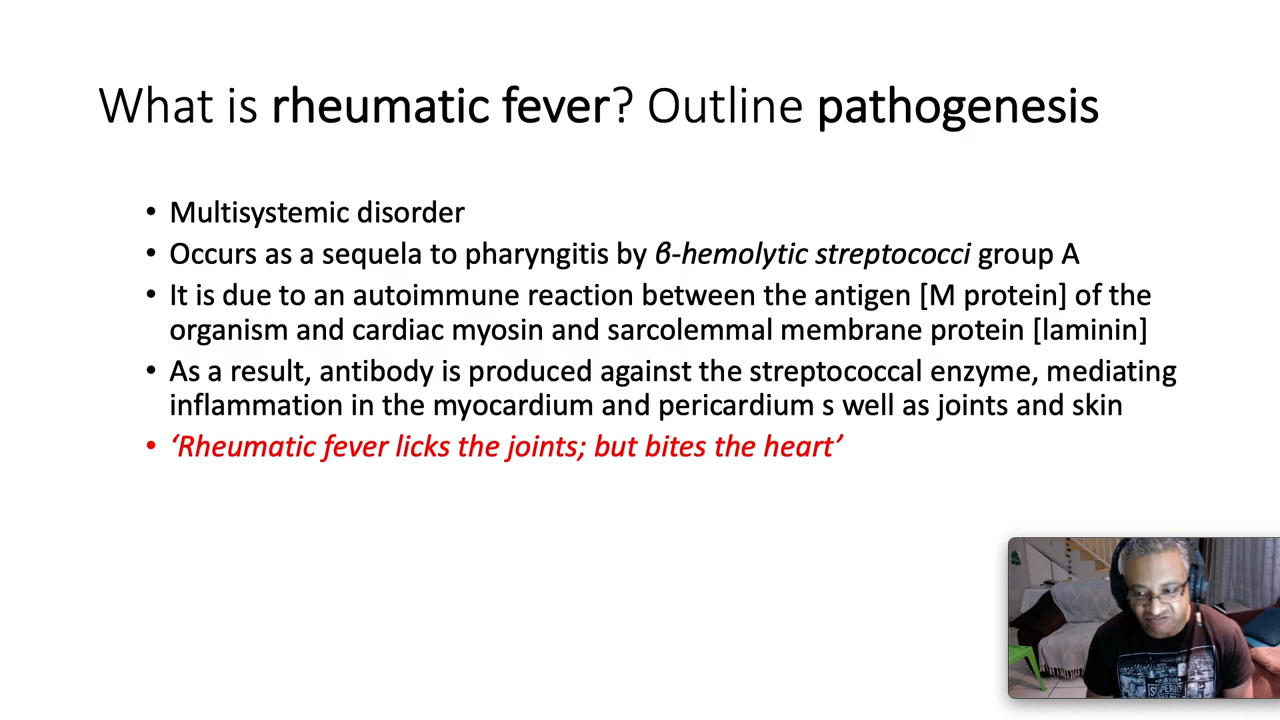 What is rheumatic fever? Outline pathogenesis
• Multisystemic disorder
• Occurs as a sequela to pharyngitis by β-hemolytic streptococci group A
• It is due to an autoimmune reaction between the antigen [M protein] of the
organism and cardiac myosin and sarcolemmal membrane protein [laminin]
• As a result, antibody is produced against the streptococcal enzyme, mediating
inflammation in the myocardium and pericardium s well as joints and skin
• ‘Rheumatic fever licks the joints; but bites the heart’